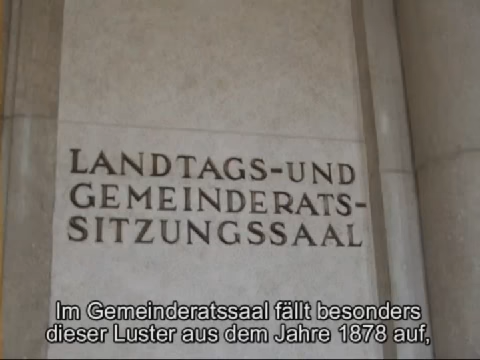 LANDTAGS-UND
GEMEINDERATS-
SITZUNGSSAAL
Im Gemeinderatssaal fällt besonders
dieser Luster aus dem Jahre 1878 auf,